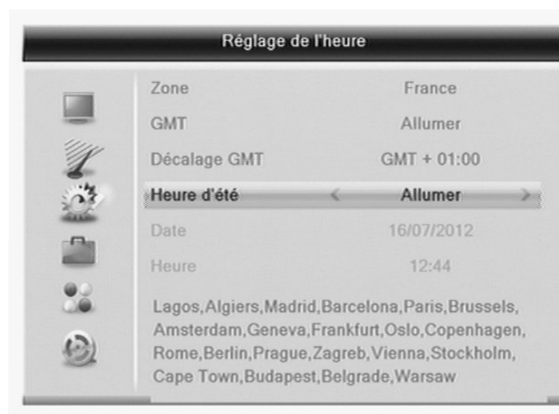 Réglage de l'heure
Zone France
GMT Allumer
Décalage GMT GMT + 01:00
Heure d'été < Allumer >
Date 16/07/2012
Heure 12:44
Lagos,Algiers,Madrid,Barcelona,Paris,Brussels,
Amsterdam,Geneva,Frankfurt,Oslo,Copenhagen,
Rome,Berlin,Prague,Zagreb,Vienna,Stockholm,
Cape Town,Budapest,Belgrade,Warsaw